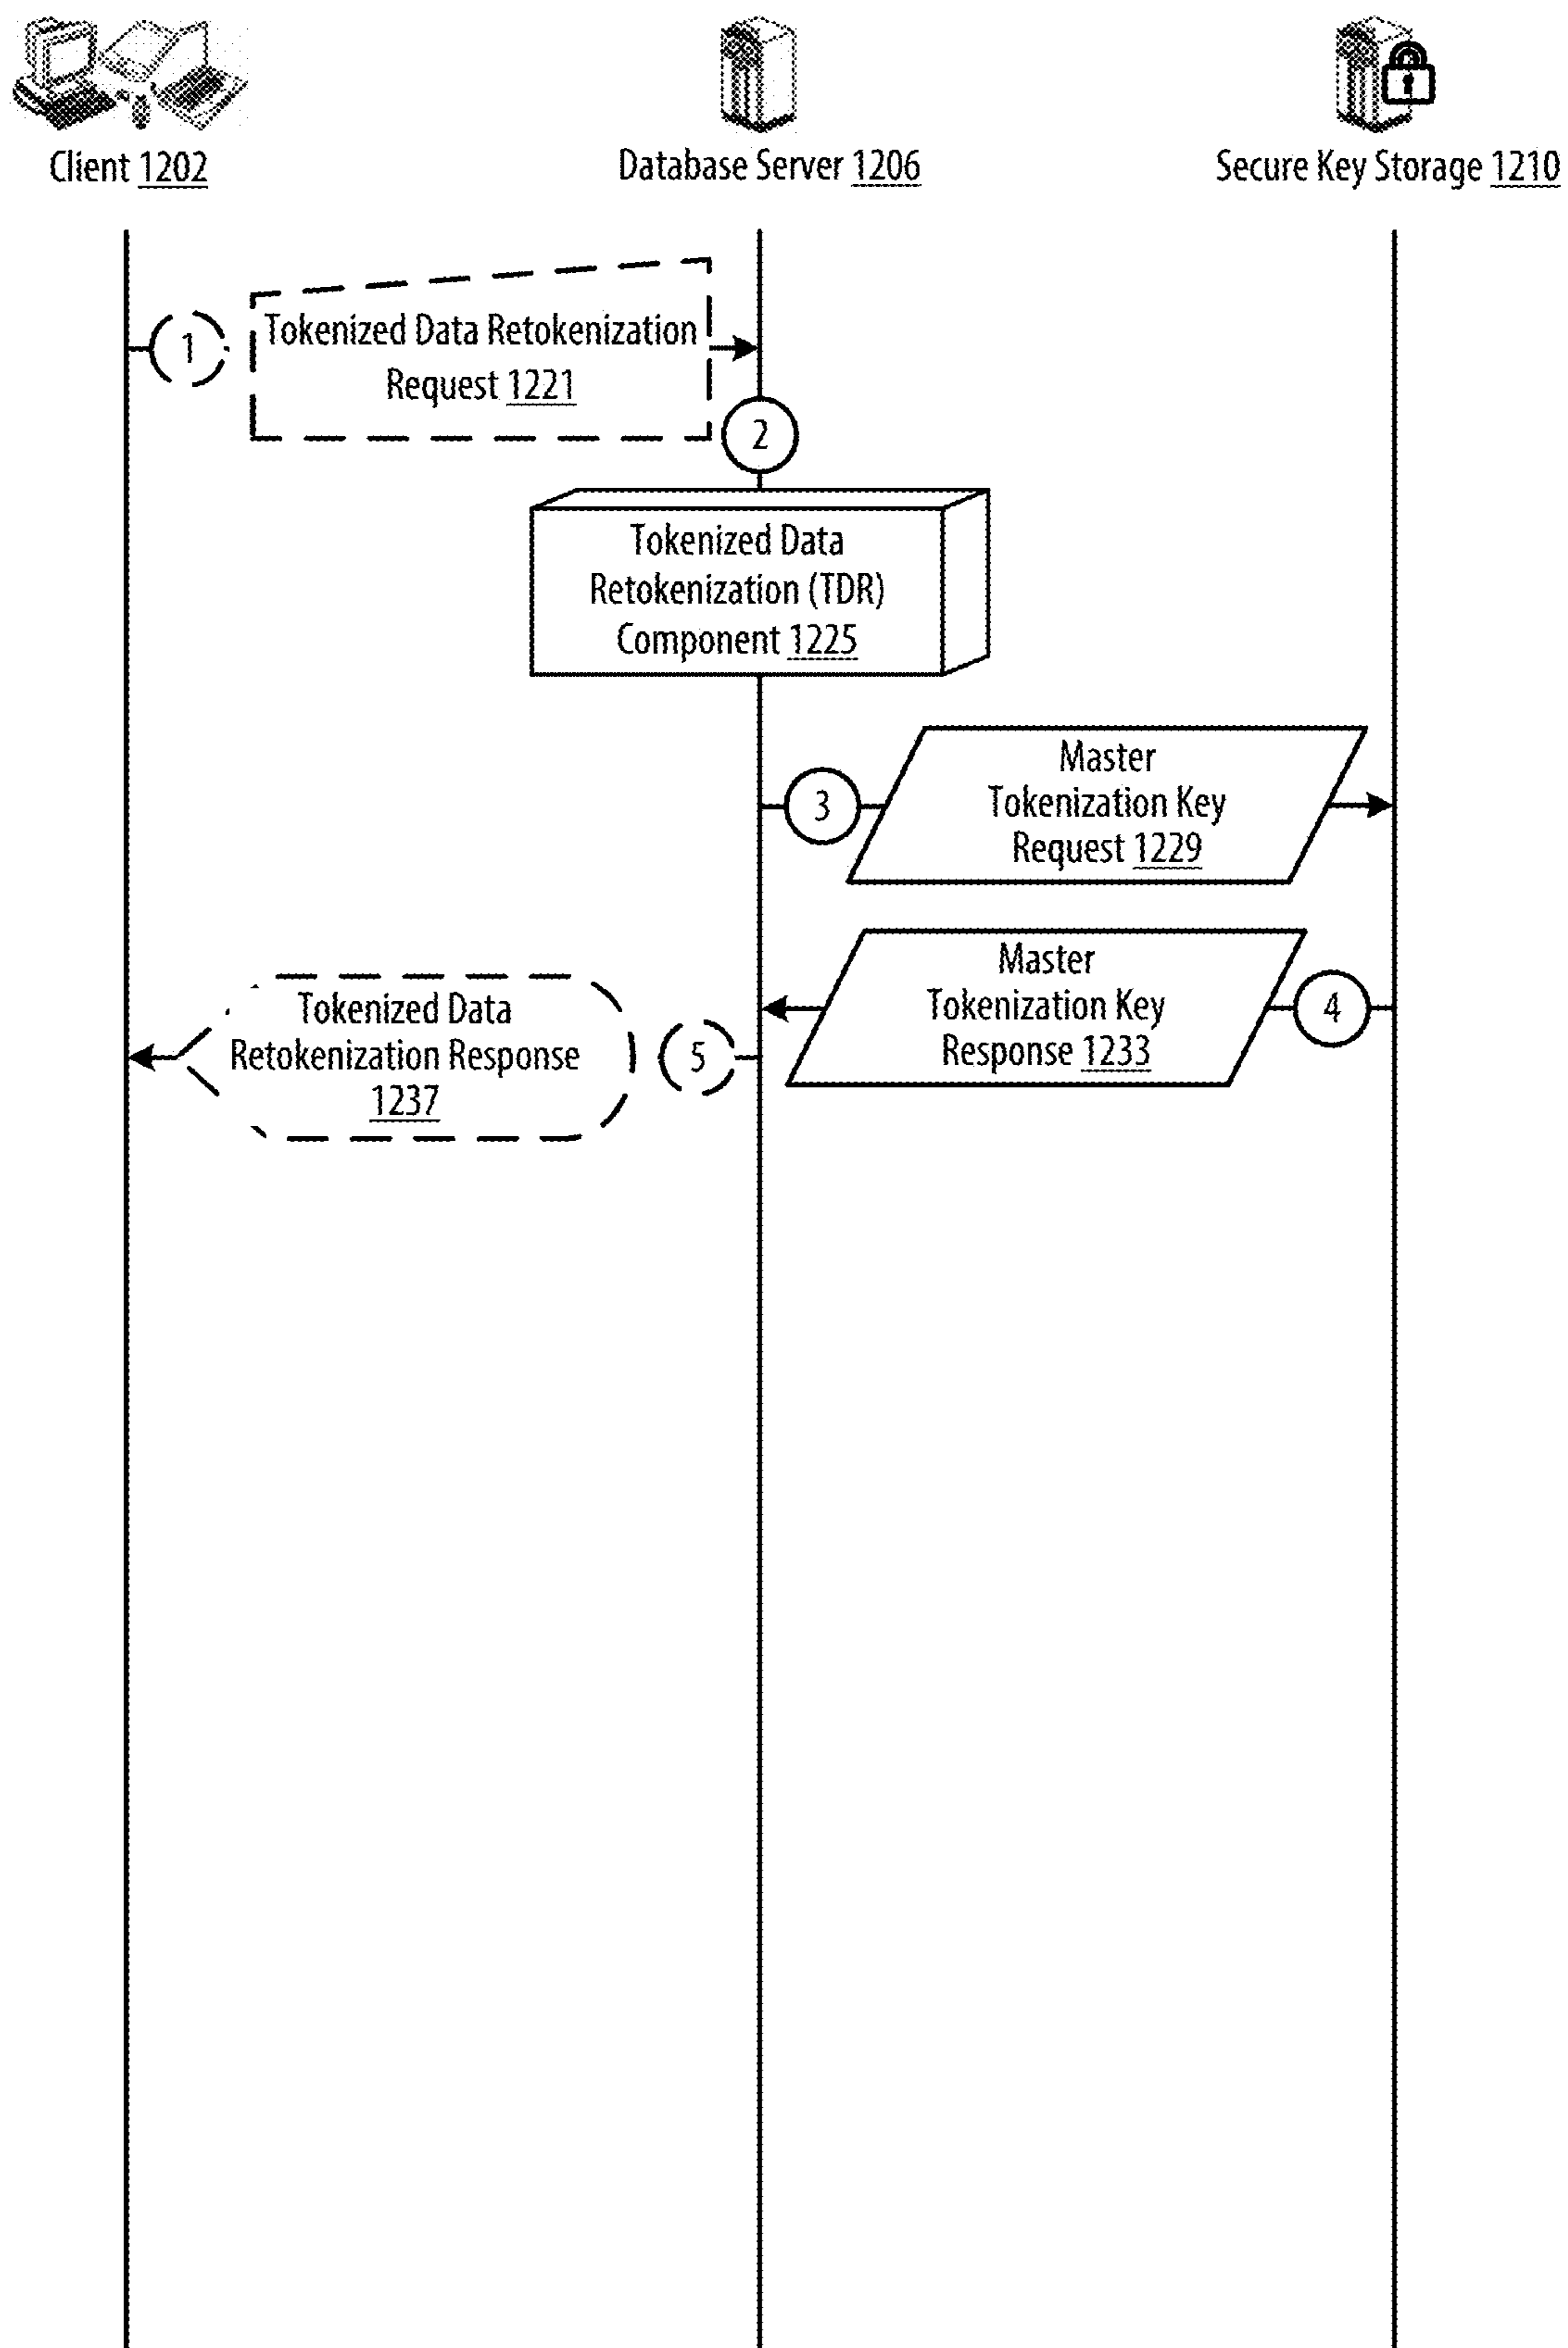 Client 1202
Database Server 1206
Secure Key Storage 1210
1
Tokenized Data Retokenization
Request 1221
2
Tokenized Data
Retokenization (TDR)
Component 1225
3
Master
Tokenization Key
Request 1229
Master
Tokenization Key
Response 1233
4
Tokenized Data
Retokenization Response
1237
5